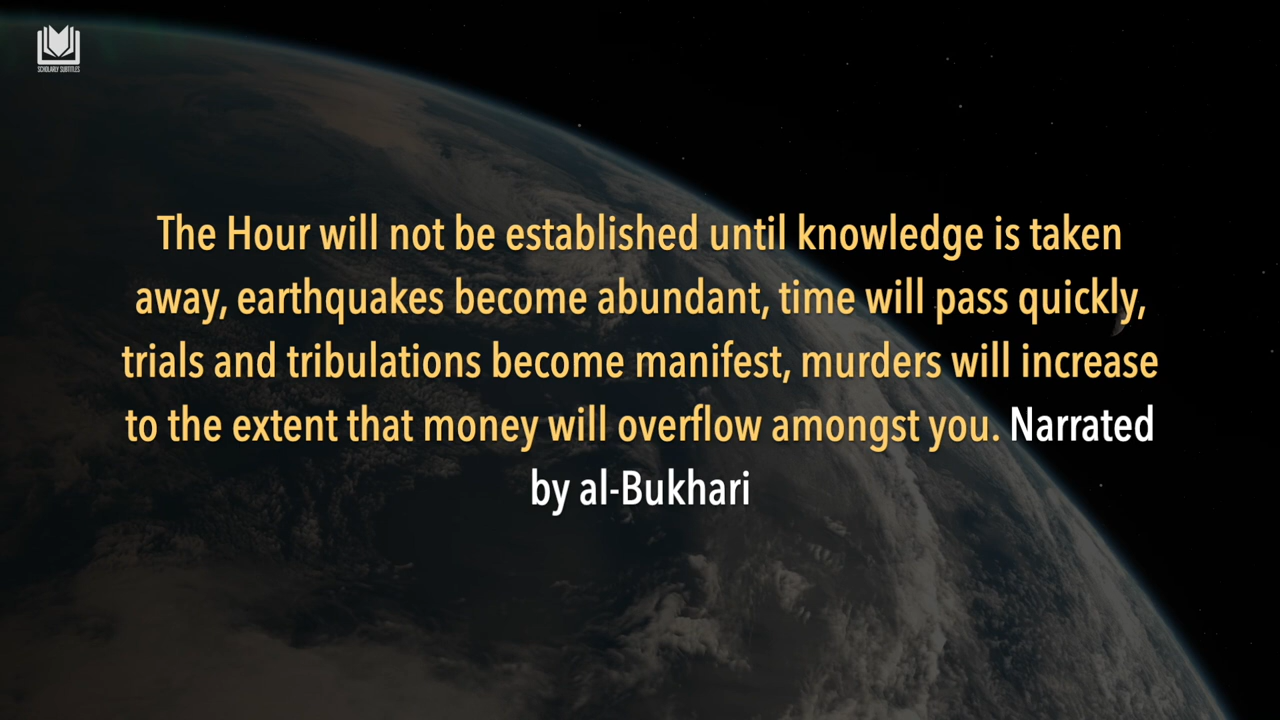 SCHOLARLY SUBTITLES
The Hour will not be established until knowledge is taken
away, earthquakes become abundant, time will pass quickly,
trials and tribulations become manifest, murders will increase
to the extent that money will overflow amongst you. Narrated
by al-Bukhari